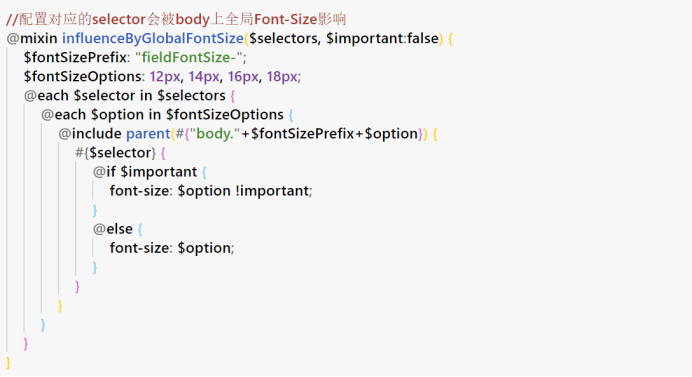 //配置对应的selector会被body上全局Font-Size影响
@mixin influenceByGlobalFontSize($selectors, $important:false) {
$fontSizePrefix: "fieldFontSize-";
$fontSizeOptions: 12px, 14px, 16px, 18px;
@each $selector in $selectors {
@each $option in $fontSizeOptions {
@include parent(#{"body."+$fontSizePrefix+$option}) {
#{$selector} {
@if $important {
font-size: $option !important;
}
@else {
font-size: $option;
}
}
}
}
}
}